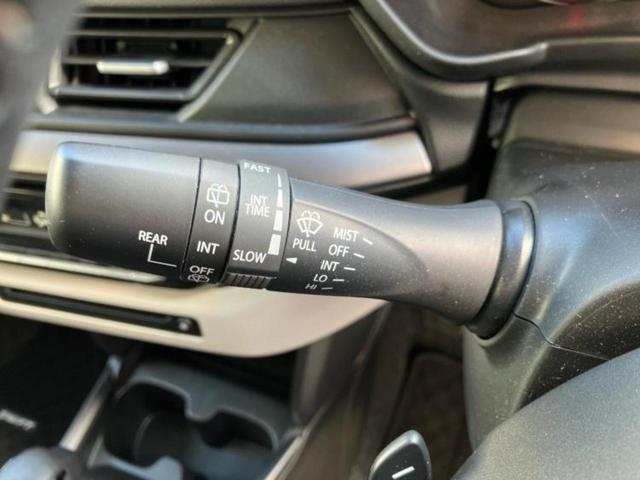 REAR
ON
INT
OFF
FAST
INT
TIME
SLOW
PULL
MIST
OFF
INT
LO
HI